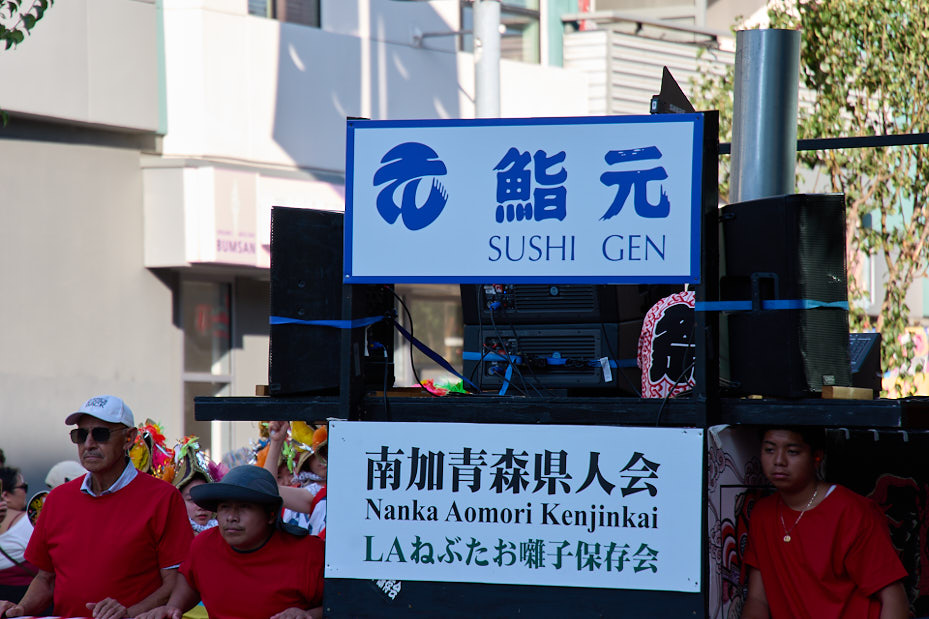 鮨元
SUSHI GEN
BUMSAN
南加青森県人会
Nanka Aomori Kenjinkai
LAねぶたお囃子保存会